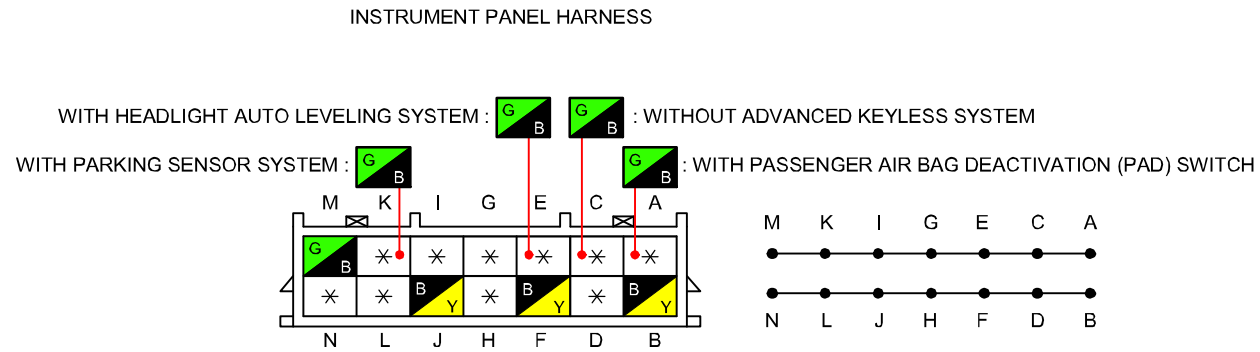 INSTRUMENT PANEL HARNESS
WITH HEADLIGHT AUTO LEVELING SYSTEM : G B G B : WITHOUT ADVANCED KEYLESS SYSTEM
WITH PARKING SENSOR SYSTEM : G B G B : WITH PASSENGER AIR BAG DEACTIVATION (PAD) SWITCH
M K I G E C A
M K I G E C A
G B * * * * * *
* * B Y * B Y * B Y
N L J H F D B
N L J H F D B